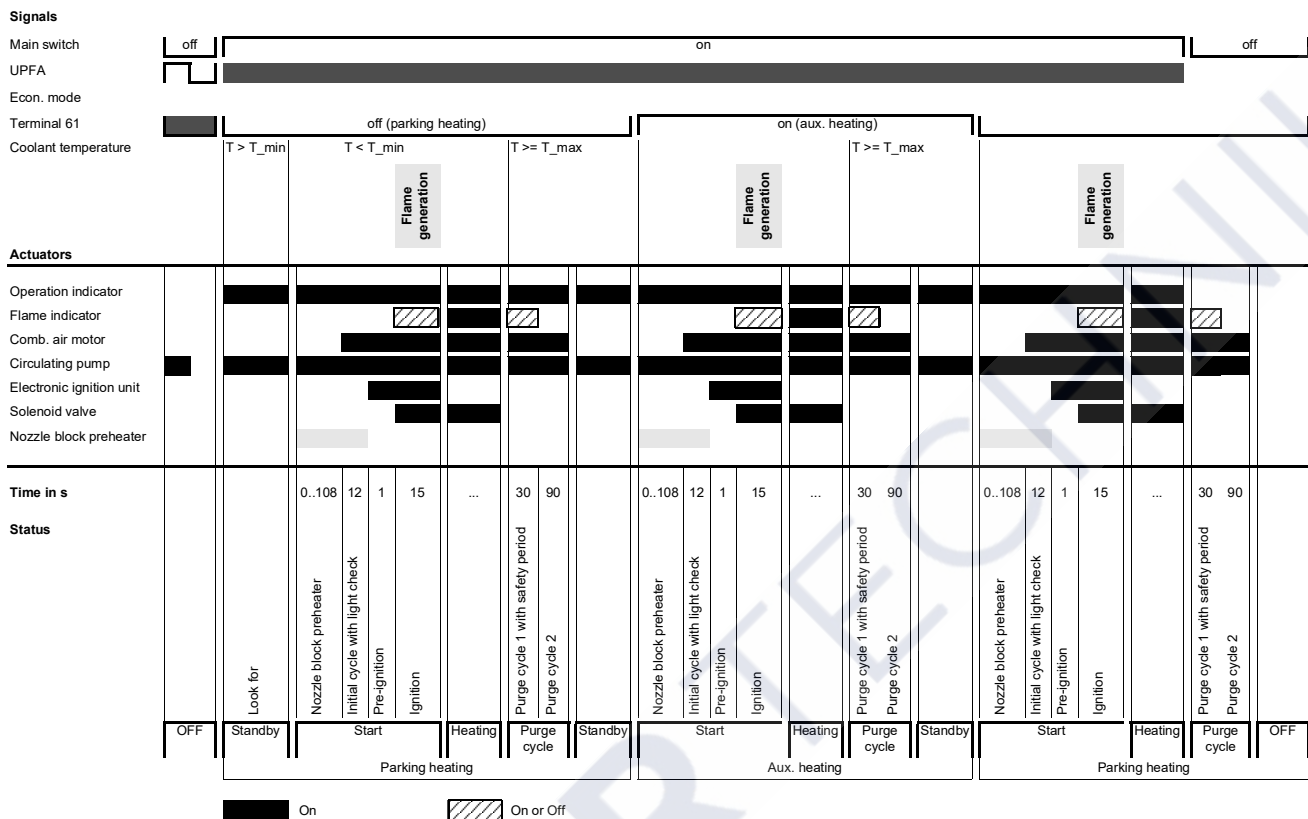 Signals
Main switch off on off
UPFA
Econ. mode
Terminal 61 off (parking heating) on (aux. heating)
Coolant temperature T > T_min T < T_min T >= T_max T >= T_max
Flame
generation
Flame
generation
Flame
generation
Actuators
Operation indicator
Flame indicator
Comb. air motor
Circulating pump
Electronic ignition unit
Solenoid valve
Nozzle block preheater
Time in s 0..108 12 1 15 ... 30 90 0..108 12 1 15 ... 30 90 0..108 12 1 15 ... 30 90
Status
Look for
Nozzle block preheater
Initial cycle with light check
Pre-ignition
Ignition
Purge cycle 1 with safety period
Purge cycle 2
Nozzle block preheater
Initial cycle with light check
Pre-ignition
Ignition
Purge cycle 1 with safety period
Purge cycle 2
Nozzle block preheater
Initial cycle with light check
Pre-ignition
Ignition
Purge cycle 1 with safety period
Purge cycle 2
OFF Standby Start Heating Purge cycle Standby Start Heating Purge cycle Standby Start Heating Purge cycle OFF
Parking heating Aux. heating Parking heating
On On or Off
RTECHNI